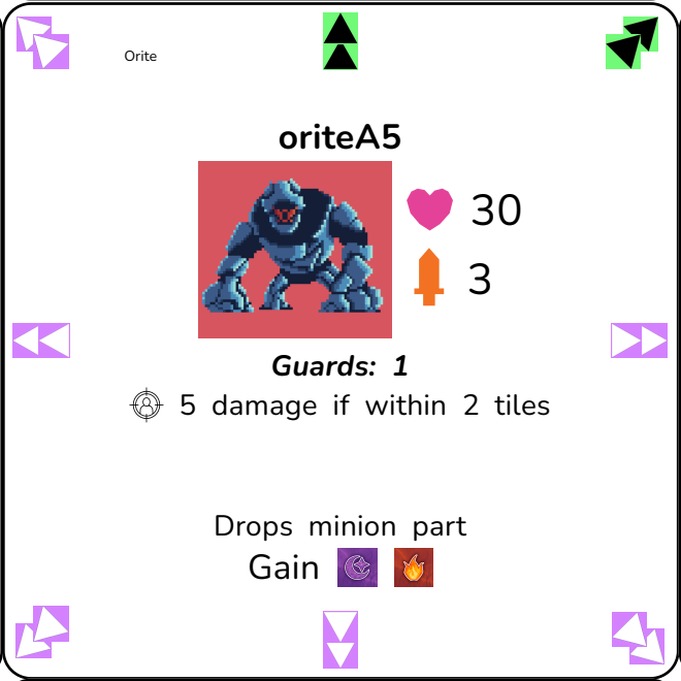 Orite
oriteA5
30
3
Guards: 1
5 damage if within 2 tiles
Drops minion part
Gain